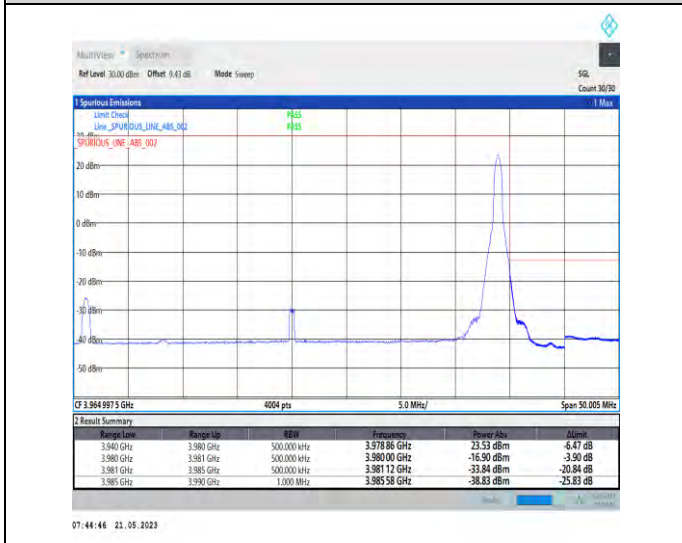 MultiView Spectrum
Ref Level 30.00 dBm Offset 9.43 dB Mode Sweep SGL
Count 30/30
1 Spurious Emissions 1 Max
Limit Check PASS
Line _SPURIOUS_LINE_ABS_002 PASS
_SPURIOUS_LINE_ABS_002
20 dBm
10 dBm
0 dBm
-10 dBm
-20 dBm
-30 dBm
-40 dBm
-50 dBm
CF 3.964 997 5 GHz 4004 pts 5.0 MHz/ Span 50.005 MHz
2 Result Summary
Range Low Range Up RBW Frequency Power Abs ΔLimit
3.940 GHz 3.980 GHz 500.000 kHz 3.978 86 GHz 23.53 dBm -6.47 dB
3.980 GHz 3.981 GHz 500.000 kHz 3.980 00 GHz -16.90 dBm -3.90 dB
3.981 GHz 3.985 GHz 500.000 kHz 3.981 12 GHz -33.84 dBm -20.84 dB
3.985 GHz 3.990 GHz 1.000 MHz 3.985 58 GHz -38.83 dBm -25.83 dB
07:44:46 21.05.2023